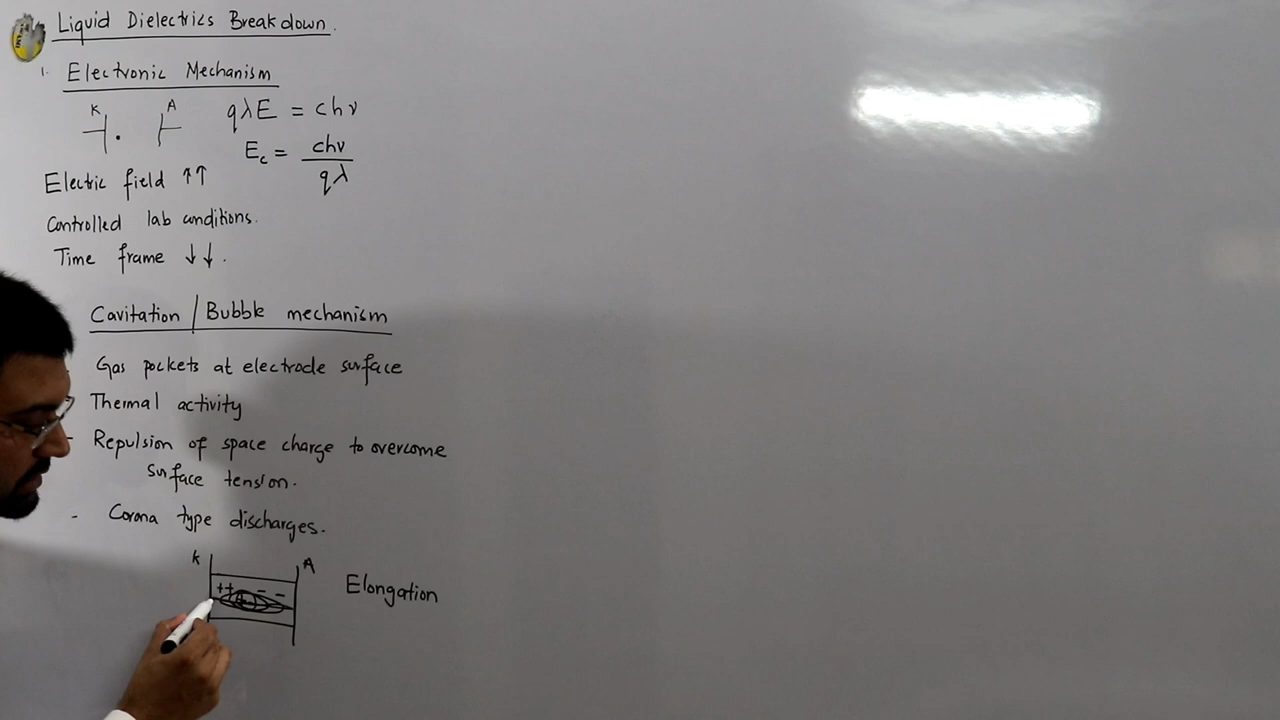 Liquid Dielectrics Breakdown.
1. Electronic Mechanism
K A
qλE = chν
E_c = chν / qλ
Electric field ↑↑
Controlled lab conditions.
Time frame ↓↓.
Cavitation / Bubble mechanism
Gas pockets at electrode surface
Thermal activity
- Repulsion of space charge to overcome
surface tension.
- Corona type discharges.
K A
++ - -
Elongation